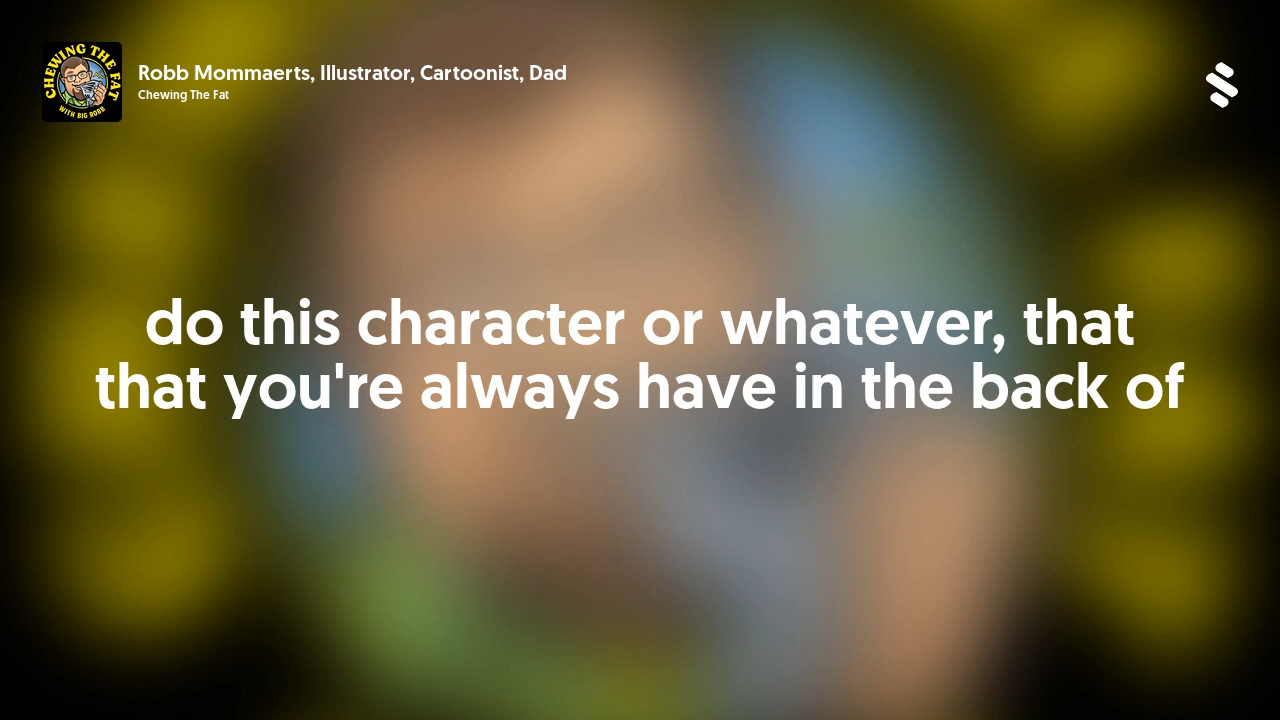 CHEWING THE FAT
WITH BIG ROBB
Robb Mommaerts, Illustrator, Cartoonist, Dad
Chewing The Fat
do this character or whatever, that
that you're always have in the back of